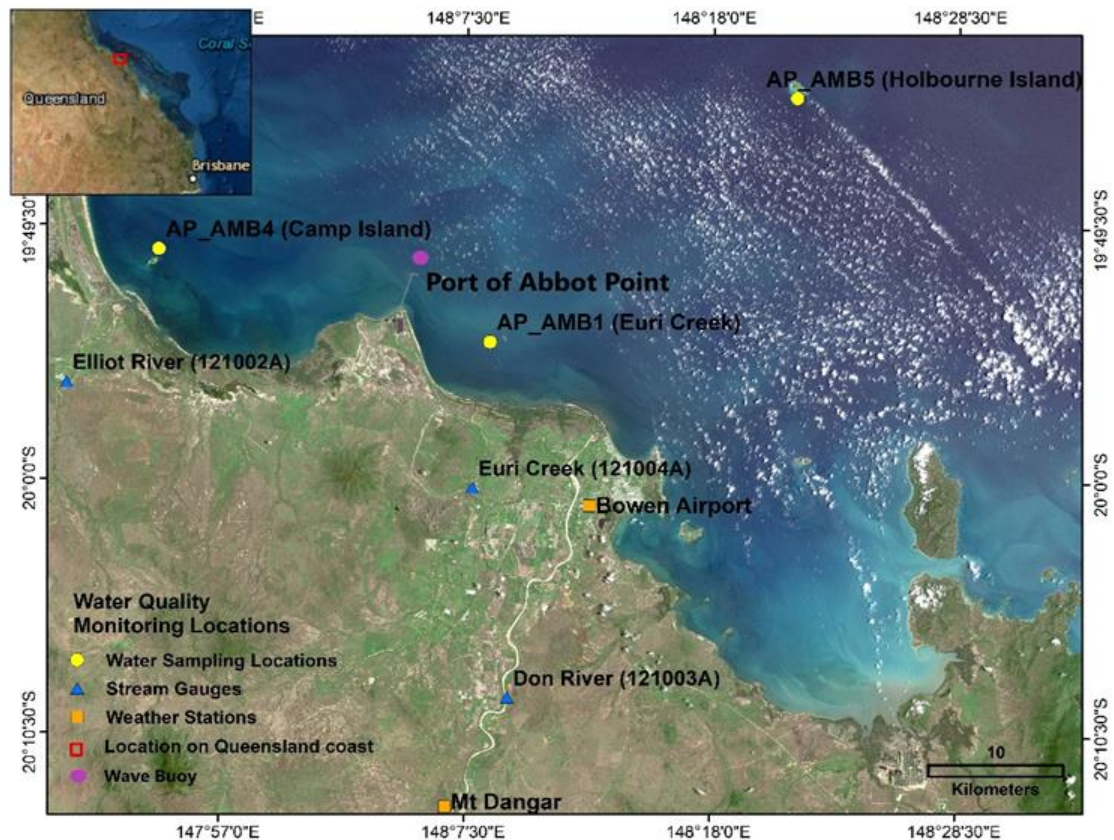 148°7'30"E
148°18'0"E
148°28'30"E
Queensland
Brisbane
AP_AMB5 (Holbourne Island)
19°49'30"S
19°49'30"S
AP_AMB4 (Camp Island)
Port of Abbot Point
AP_AMB1 (Euri Creek)
Elliot River (121002A)
Euri Creek (121004A)
20°0'0"S
20°0'0"S
Bowen Airport
Water Quality
Monitoring Locations
Water Sampling Locations
Stream Gauges
Weather Stations
Location on Queensland coast
Wave Buoy
Don River (121003A)
20°10'30"S
20°10'30"S
10
Kilometers
Mt Dangar
147°57'0"E
148°7'30"E
148°18'0"E
148°28'30"E